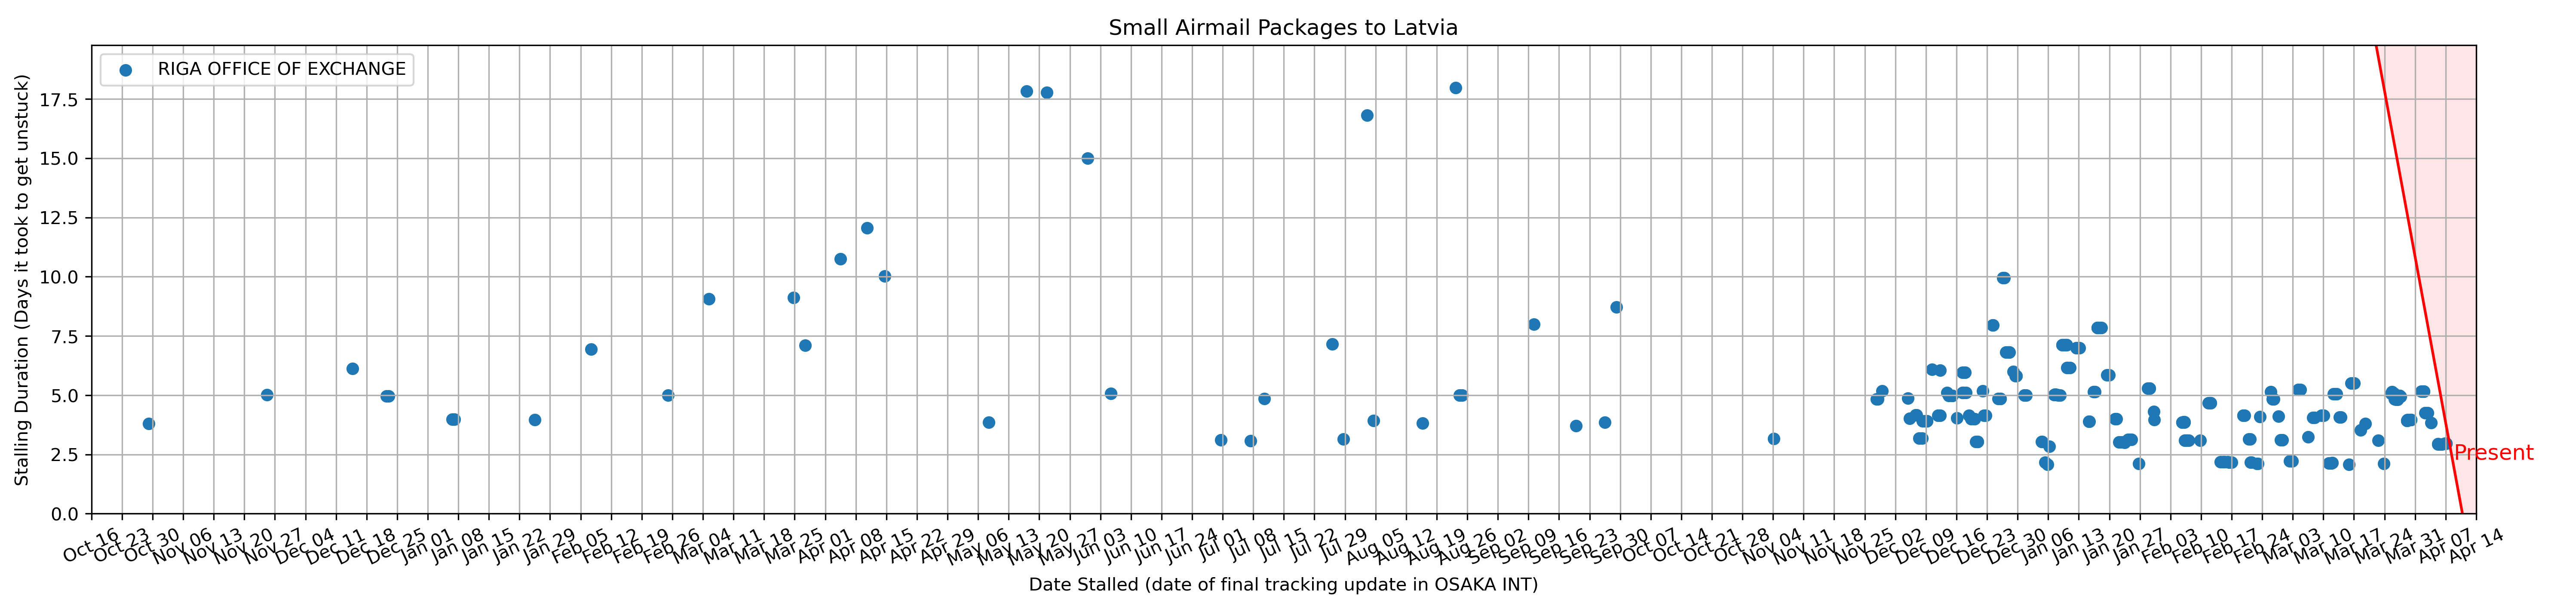 Small Airmail Packages to Latvia
RIGA OFFICE OF EXCHANGE
Stalling Duration (Days it took to get unstuck)
17.5
15.0
12.5
10.0
7.5
5.0
2.5
0.0
Present
Oct 16 Oct 23 Oct 30 Nov 06 Nov 13 Nov 20 Nov 27 Dec 04 Dec 11 Dec 18 Dec 25 Jan 01 Jan 08 Jan 15 Jan 22 Jan 29 Feb 05 Feb 12 Feb 19 Feb 26 Mar 04 Mar 11 Mar 18 Mar 25 Apr 01 Apr 08 Apr 15 Apr 22 Apr 29 May 06 May 13 May 20 May 27 Jun 03 Jun 10 Jun 17 Jun 24 Jul 01 Jul 08 Jul 15 Jul 22 Jul 29 Aug 05 Aug 12 Aug 19 Aug 26 Sep 02 Sep 09 Sep 16 Sep 23 Sep 30 Oct 07 Oct 14 Oct 21 Oct 28 Nov 04 Nov 11 Nov 18 Nov 25 Dec 02 Dec 09 Dec 16 Dec 23 Dec 30 Jan 06 Jan 13 Jan 20 Jan 27 Feb 03 Feb 10 Feb 17 Feb 24 Mar 03 Mar 10 Mar 17 Mar 24 Mar 31 Apr 07 Apr 14
Date Stalled (date of final tracking update in OSAKA INT)